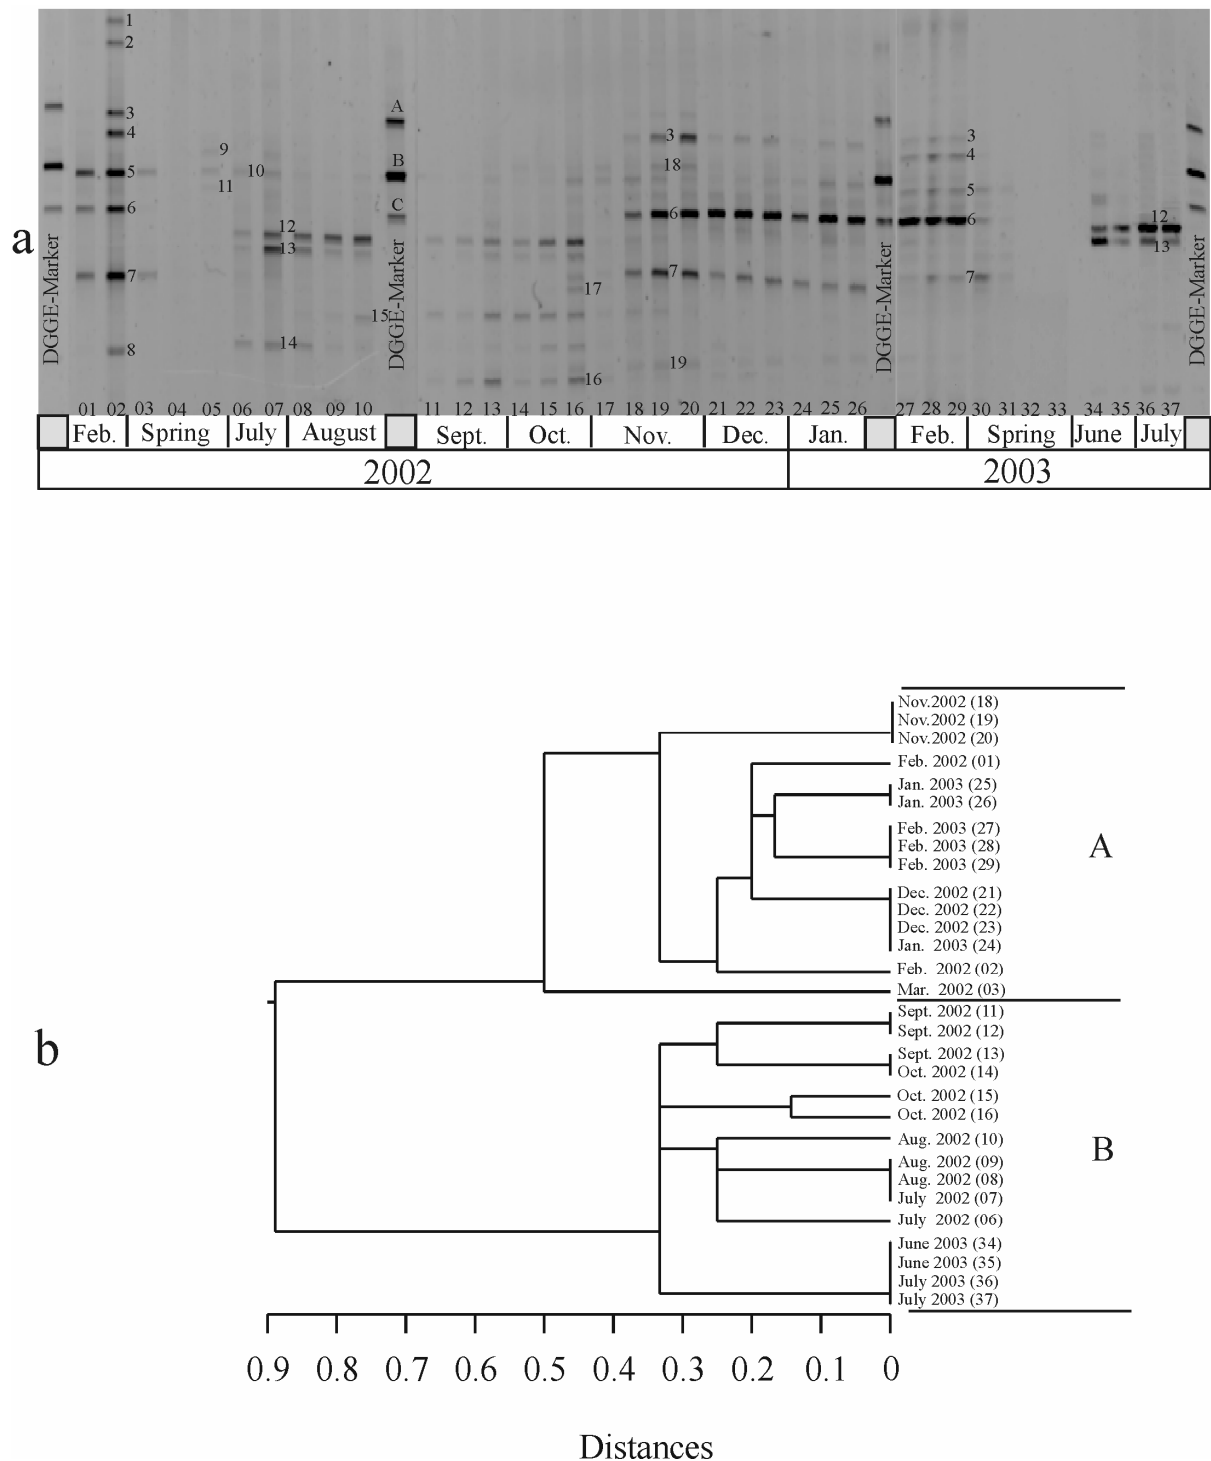 1
2
A
3
3
3
4
9
B
18
4
5
10
5
11
C
6
6
6
12
12
13
13
a
7
7
7
17
15
14
19
8
16
DGGE-Marker
DGGE-Marker
DGGE-Marker
DGGE-Marker
01 02 03 04 05 06 07 08 09 10 11 12 13 14 15 16 17 18 19 20 21 22 23 24 25 26 27 28 29 30 31 32 33 34 35 36 37
Feb. Spring July August Sept. Oct. Nov. Dec. Jan. Feb. Spring June July
2002 2003
b
Nov.2002 (18)
Nov.2002 (19)
Nov.2002 (20)
Feb. 2002 (01)
Jan. 2003 (25)
Jan. 2003 (26)
Feb. 2003 (27)
Feb. 2003 (28)
Feb. 2003 (29)
A
Dec. 2002 (21)
Dec. 2002 (22)
Dec. 2002 (23)
Jan. 2003 (24)
Feb. 2002 (02)
Mar. 2002 (03)
Sept. 2002 (11)
Sept. 2002 (12)
Sept. 2002 (13)
Oct. 2002 (14)
Oct. 2002 (15)
Oct. 2002 (16)
Aug. 2002 (10)
B
Aug. 2002 (09)
Aug. 2002 (08)
July 2002 (07)
July 2002 (06)
June 2003 (34)
June 2003 (35)
July 2003 (36)
July 2003 (37)
0.9 0.8 0.7 0.6 0.5 0.4 0.3 0.2 0.1 0
Distances